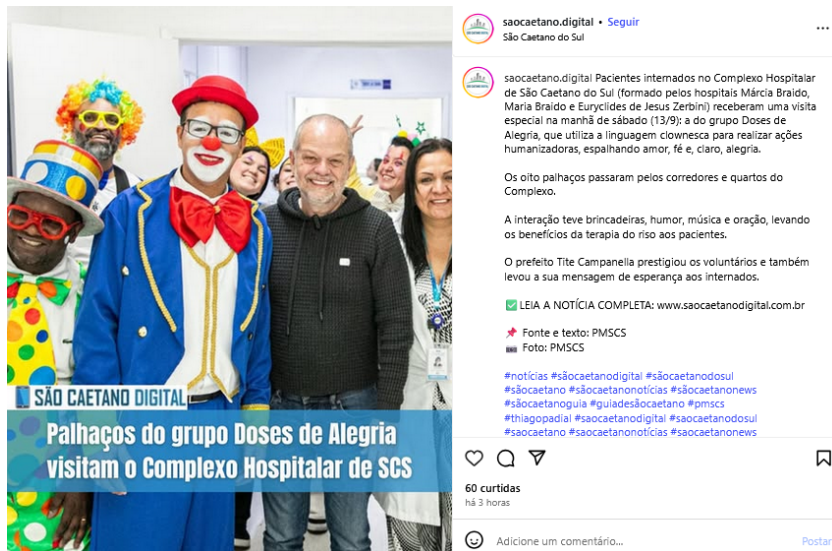 SÃO CAETANO DIGITAL
Palhaços do grupo Doses de Alegria
visitam o Complexo Hospitalar de SCS
saocaetano.digital • Seguir
São Caetano do Sul
saocaetano.digital Pacientes internados no Complexo Hospitalar
de São Caetano do Sul (formado pelos hospitais Márcia Braido,
Maria Braido e Euryclides de Jesus Zerbini) receberam uma visita
especial na manhã de sábado (13/9): a do grupo Doses de
Alegria, que utiliza a linguagem clownesca para realizar ações
humanizadoras, espalhando amor, fé e, claro, alegria.
Os oito palhaços passaram pelos corredores e quartos do
Complexo.
A interação teve brincadeiras, humor, música e oração, levando
os benefícios da terapia do riso aos pacientes.
O prefeito Tite Campanella prestigiou os voluntários e também
levou a sua mensagem de esperança aos internados.
✅ LEIA A NOTÍCIA COMPLETA: www.saocaetanodigital.com.br
📌 Fonte e texto: PMSCS
📷 Foto: PMSCS
#notícias #sãocaetanodigital #sãocaetanodosul
#sãocaetano #sãocaetanonotícias #sãocaetanonews
#sãocaetanoguia #guiadesãocaetano #pmscs
#thiagopadial #saocaetanodigital #saocaetanodosul
#saocaetano #saocaetanonotícias #saocaetanonews
60 curtidas
há 3 horas
Adicione um comentário...
Postar